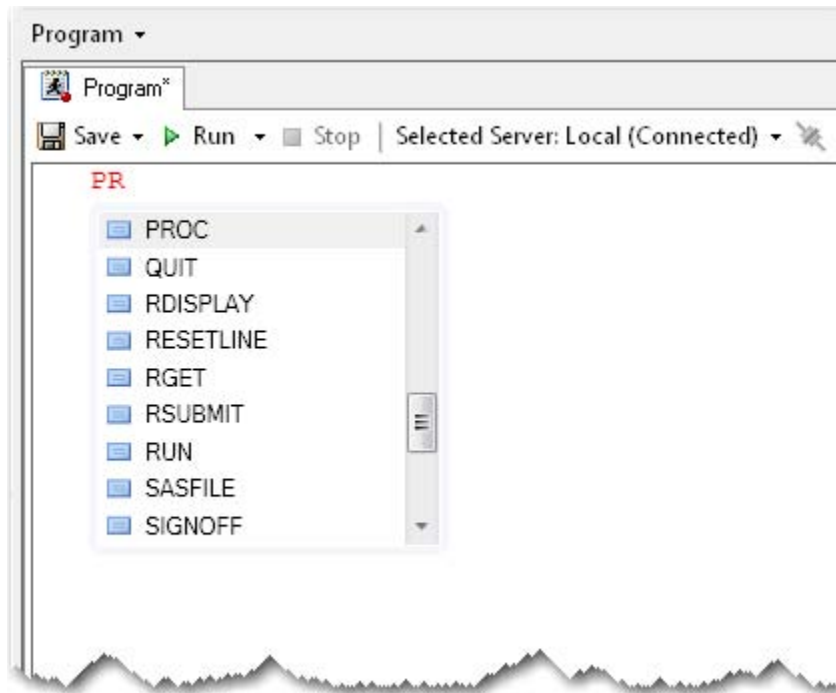 Program
Program*
Save Run Stop | Selected Server: Local (Connected)
PR
PROC
QUIT
RDISPLAY
RESETLINE
RGET
RSUBMIT
RUN
SASFILE
SIGNOFF